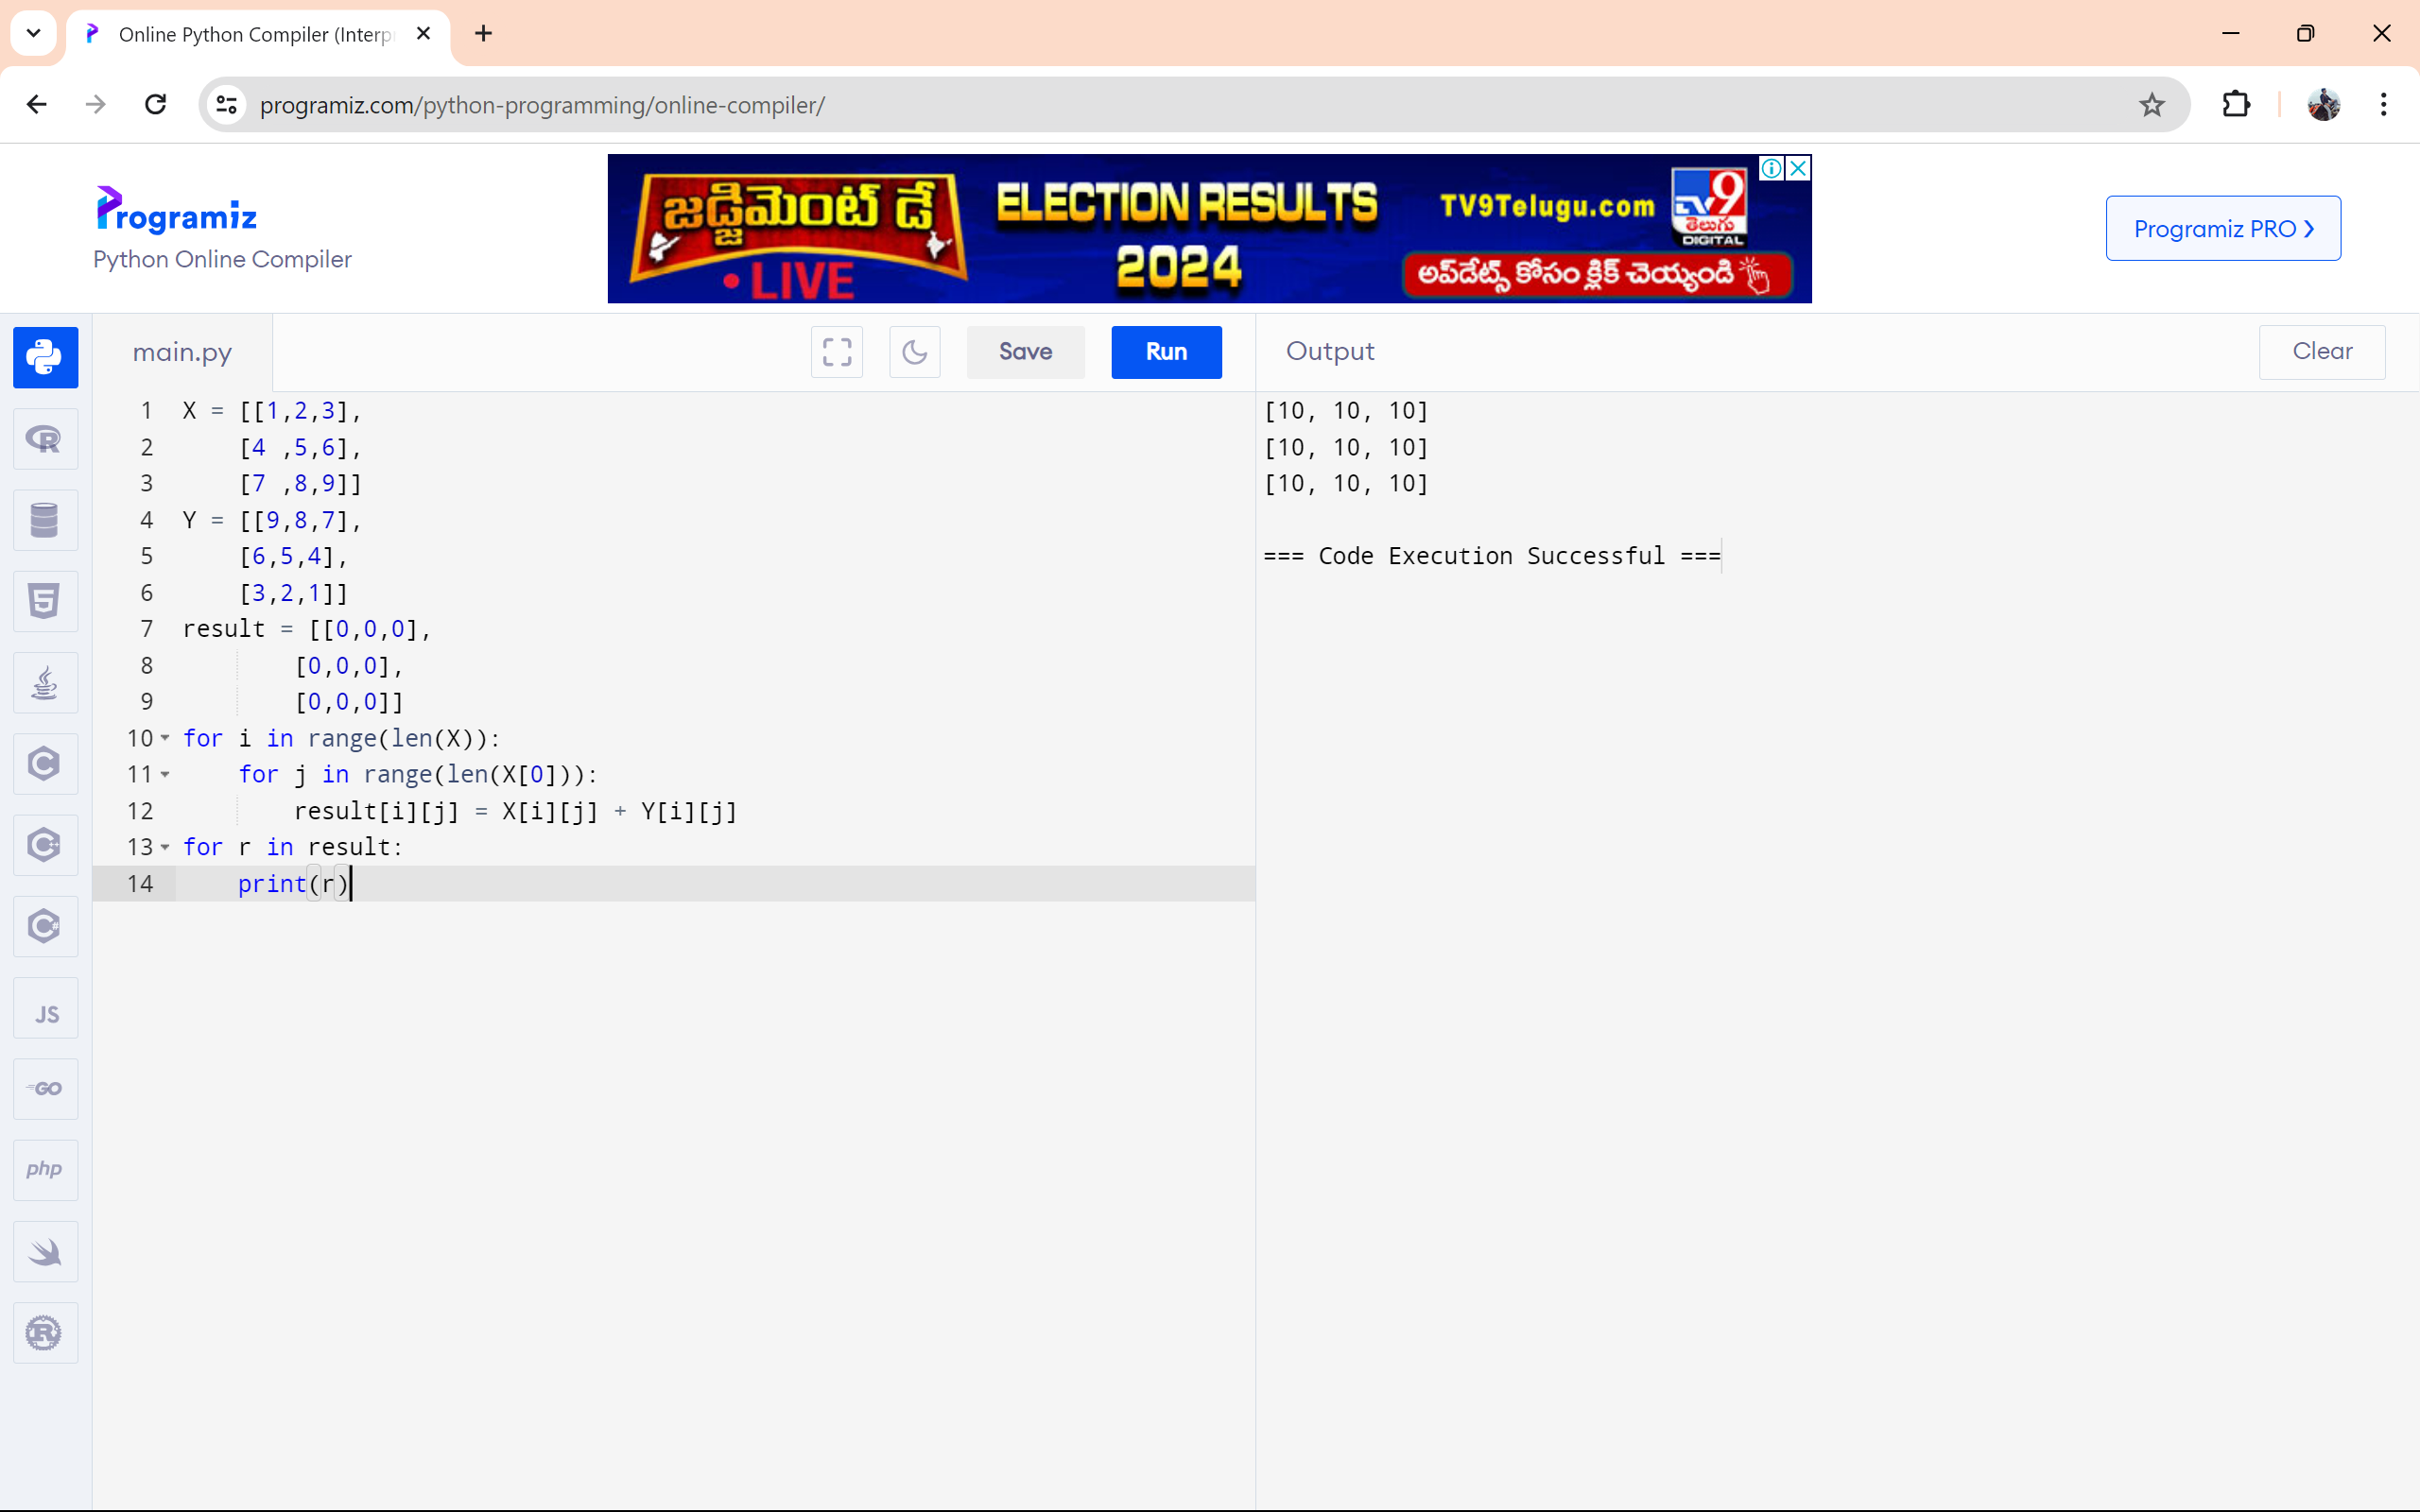 Online Python Compiler (Interp
programiz.com/python-programming/online-compiler/
Programiz
Python Online Compiler
జడ్జిమెంట్ డే
• LIVE
ELECTION RESULTS
2024
TV9Telugu.com
TV9
తెలుగు
DIGITAL
అప్‌డేట్స్ కోసం క్లిక్ చెయ్యండి
Programiz PRO ❯
main.py
Save
Run
Output
Clear
1 X = [[1,2,3],
2     [4 ,5,6],
3     [7 ,8,9]]
4 Y = [[9,8,7],
5     [6,5,4],
6     [3,2,1]]
7 result = [[0,0,0],
8         [0,0,0],
9         [0,0,0]]
10 for i in range(len(X)):
11     for j in range(len(X[0])):
12         result[i][j] = X[i][j] + Y[i][j]
13 for r in result:
14     print(r)
[10, 10, 10]
[10, 10, 10]
[10, 10, 10]
=== Code Execution Successful ===
R
5
C
C++
C#
JS
GO
php
R